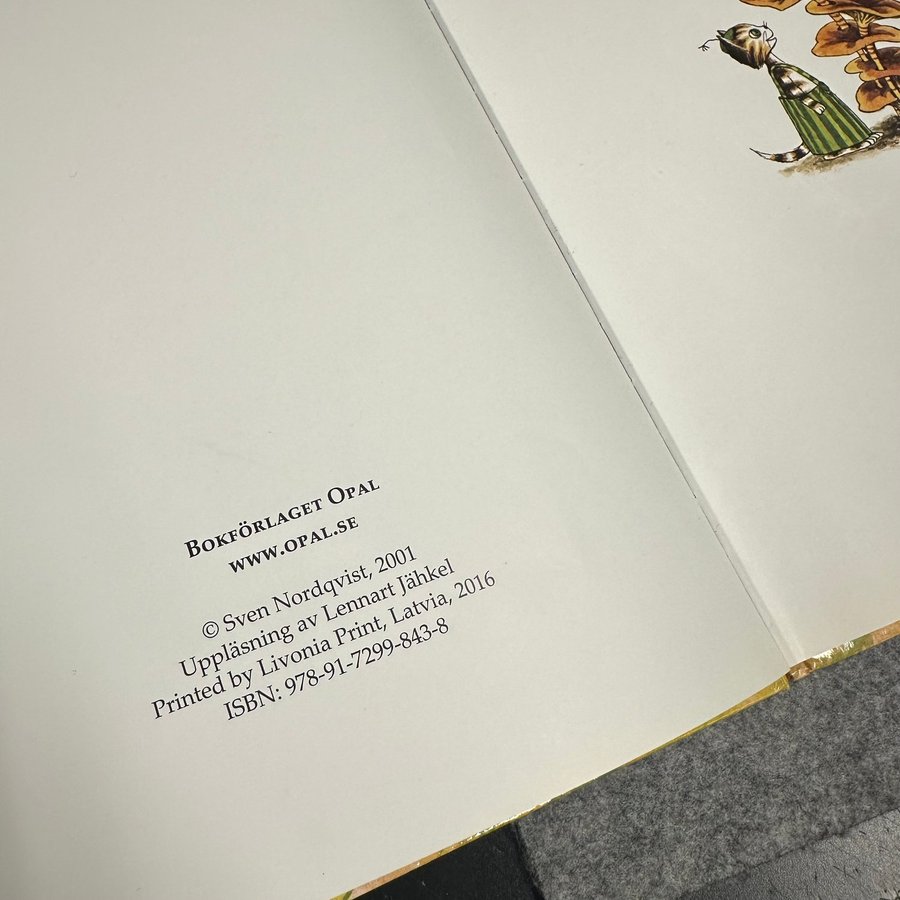 Bokförlaget Opal
www.opal.se
© Sven Nordqvist, 2001
Uppläsning av Lennart Jähkel
Printed by Livonia Print, Latvia, 2016
ISBN: 978-91-7299-843-8